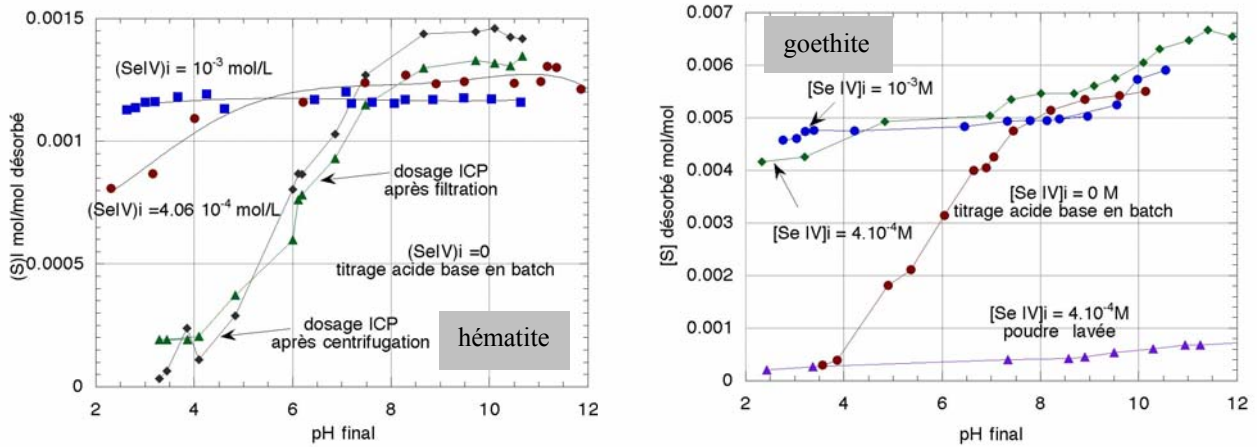 0.0015
0.001
0.0005
0
(S)I mol/mol désorbé
(SeIV)i = 10⁻³ mol/L
(SeIV)i =4.06 10⁻⁴ mol/L
dosage ICP
après filtration
(SeIV)i =0
titrage acide base en batch
dosage ICP
après centrifugation
hématite
2
4
6
8
10
12
pH final
0.007
0.006
0.005
0.004
0.003
0.002
0.001
0
[S] désorbé mol/mol
goethite
[Se IV]i = 10⁻³M
[Se IV]i = 4.10⁻⁴M
[Se IV]i = 0 M
titrage acide base en batch
[Se IV]i = 4.10⁻⁴M
poudre lavée
2
4
6
8
10
12
pH final